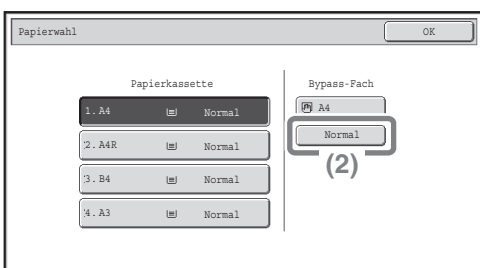 Papierwahl OK
Papierkassette Bypass-Fach
1. A4 Normal A4
2. A4R Normal Normal
(2)
3. B4 Normal
4. A3 Normal